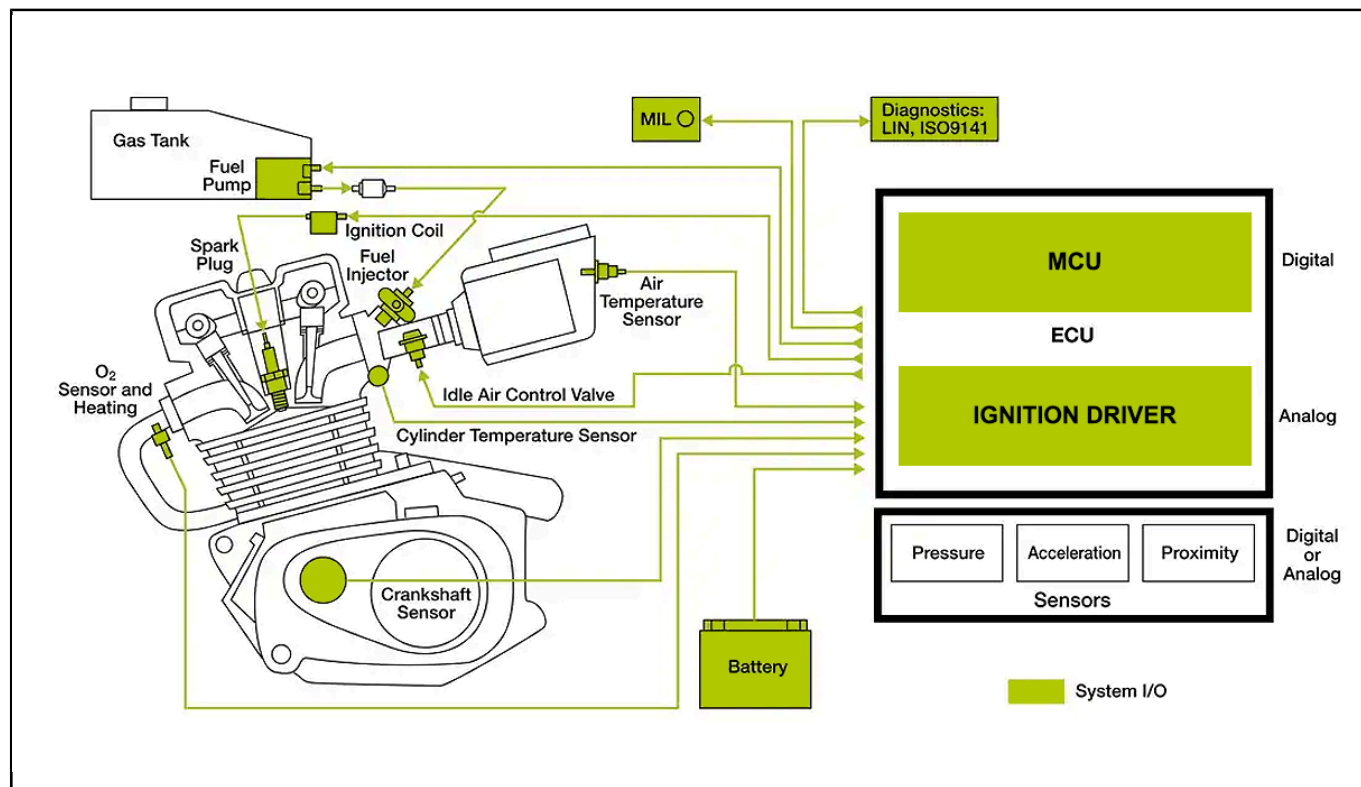 Gas Tank
Fuel
Pump
MIL
Diagnostics:
LIN, ISO9141
Ignition Coil
Spark
Plug
Fuel
Injector
Air
Temperature
Sensor
MCU
Digital
ECU
O₂
Sensor and
Heating
Idle Air Control Valve
IGNITION DRIVER
Analog
Cylinder Temperature Sensor
Pressure
Acceleration
Proximity
Sensors
Digital
or
Analog
Crankshaft
Sensor
Battery
System I/O